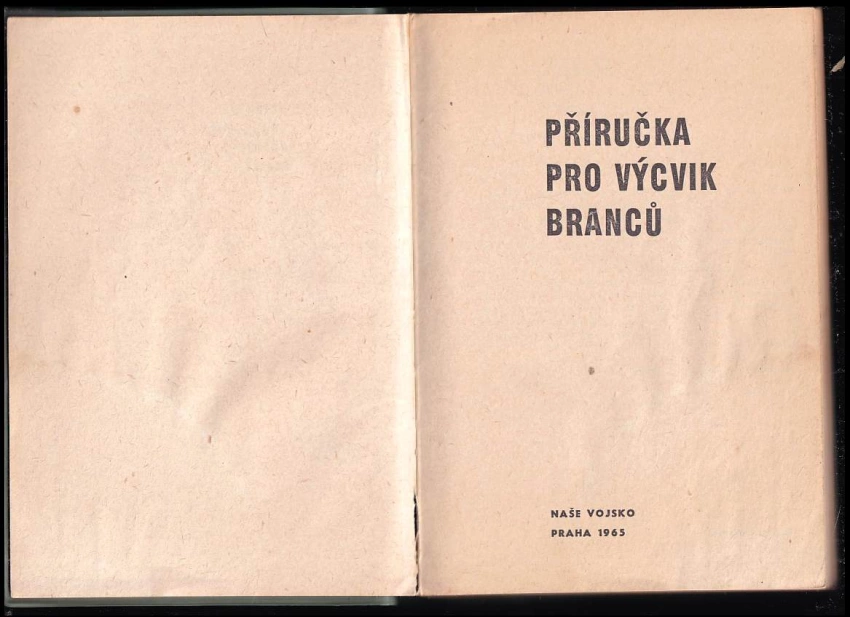 PŘÍRUČKA
PRO VÝCVIK
BRANCŮ
NAŠE VOJSKO
PRAHA 1965